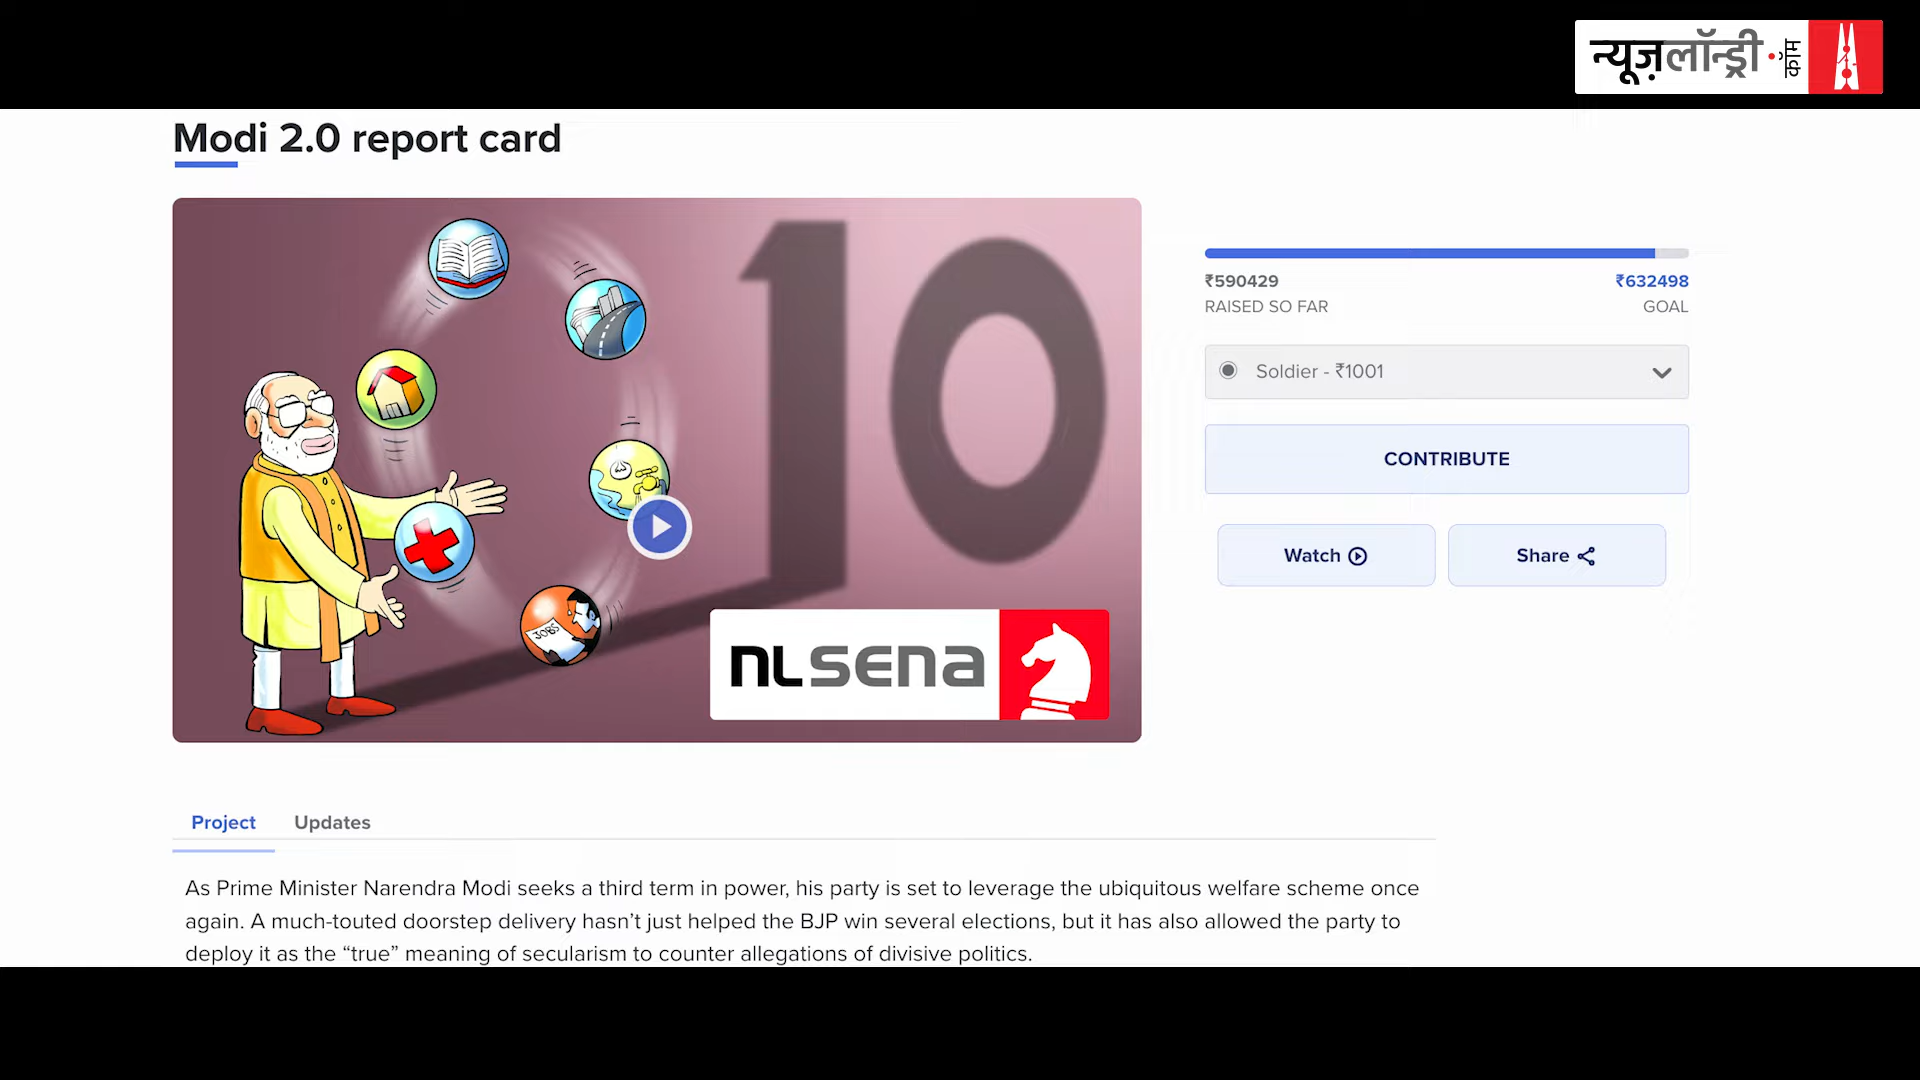 न्यूज़लॉन्ड्री.कॉम
Modi 2.0 report card
10
JOBS
nLsena
₹590429
₹632498
RAISED SO FAR
GOAL
Soldier - ₹1001
CONTRIBUTE
Watch
Share
Project
Updates
As Prime Minister Narendra Modi seeks a third term in power, his party is set to leverage the ubiquitous welfare scheme once
again. A much-touted doorstep delivery hasn’t just helped the BJP win several elections, but it has also allowed the party to
deploy it as the “true” meaning of secularism to counter allegations of divisive politics.